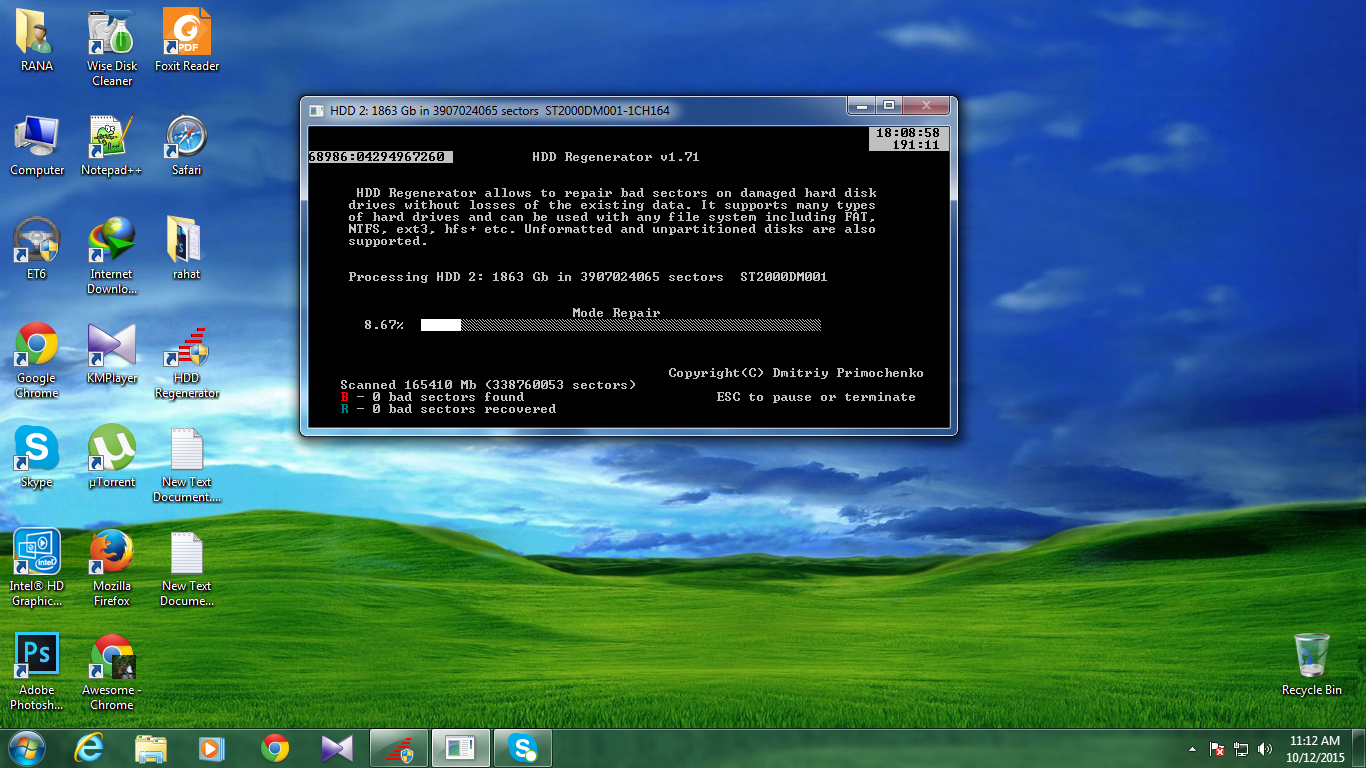 RANA
Wise Disk
Cleaner
PDF
Foxit Reader
Computer
Notepad++
Safari
ET6
Internet
Downlo...
rahat
Google
Chrome
KMPlayer
HDD
Regenerator
Skype
µTorrent
New Text
Document....
Intel® HD
Graphic...
Mozilla
Firefox
New Text
Docume...
Ps
Adobe
Photosh...
Awesome -
Chrome
HDD 2: 1863 Gb in 3907024065 sectors ST2000DM001-1CH164
18:08:58
191:11
68986:04294967260
HDD Regenerator v1.71
HDD Regenerator allows to repair bad sectors on damaged hard disk
drives without losses of the existing data. It supports many types
of hard drives and can be used with any file system including FAT,
NTFS, ext3, hfs+ etc. Unformatted and unpartitioned disks are also
supported.
Processing HDD 2: 1863 Gb in 3907024065 sectors ST2000DM001
Mode Repair
8.67%
Copyright(C) Dmitriy Primochenko
Scanned 165410 Mb (338760053 sectors)
B - 0 bad sectors found
ESC to pause or terminate
R - 0 bad sectors recovered
Recycle Bin
11:12 AM
10/12/2015